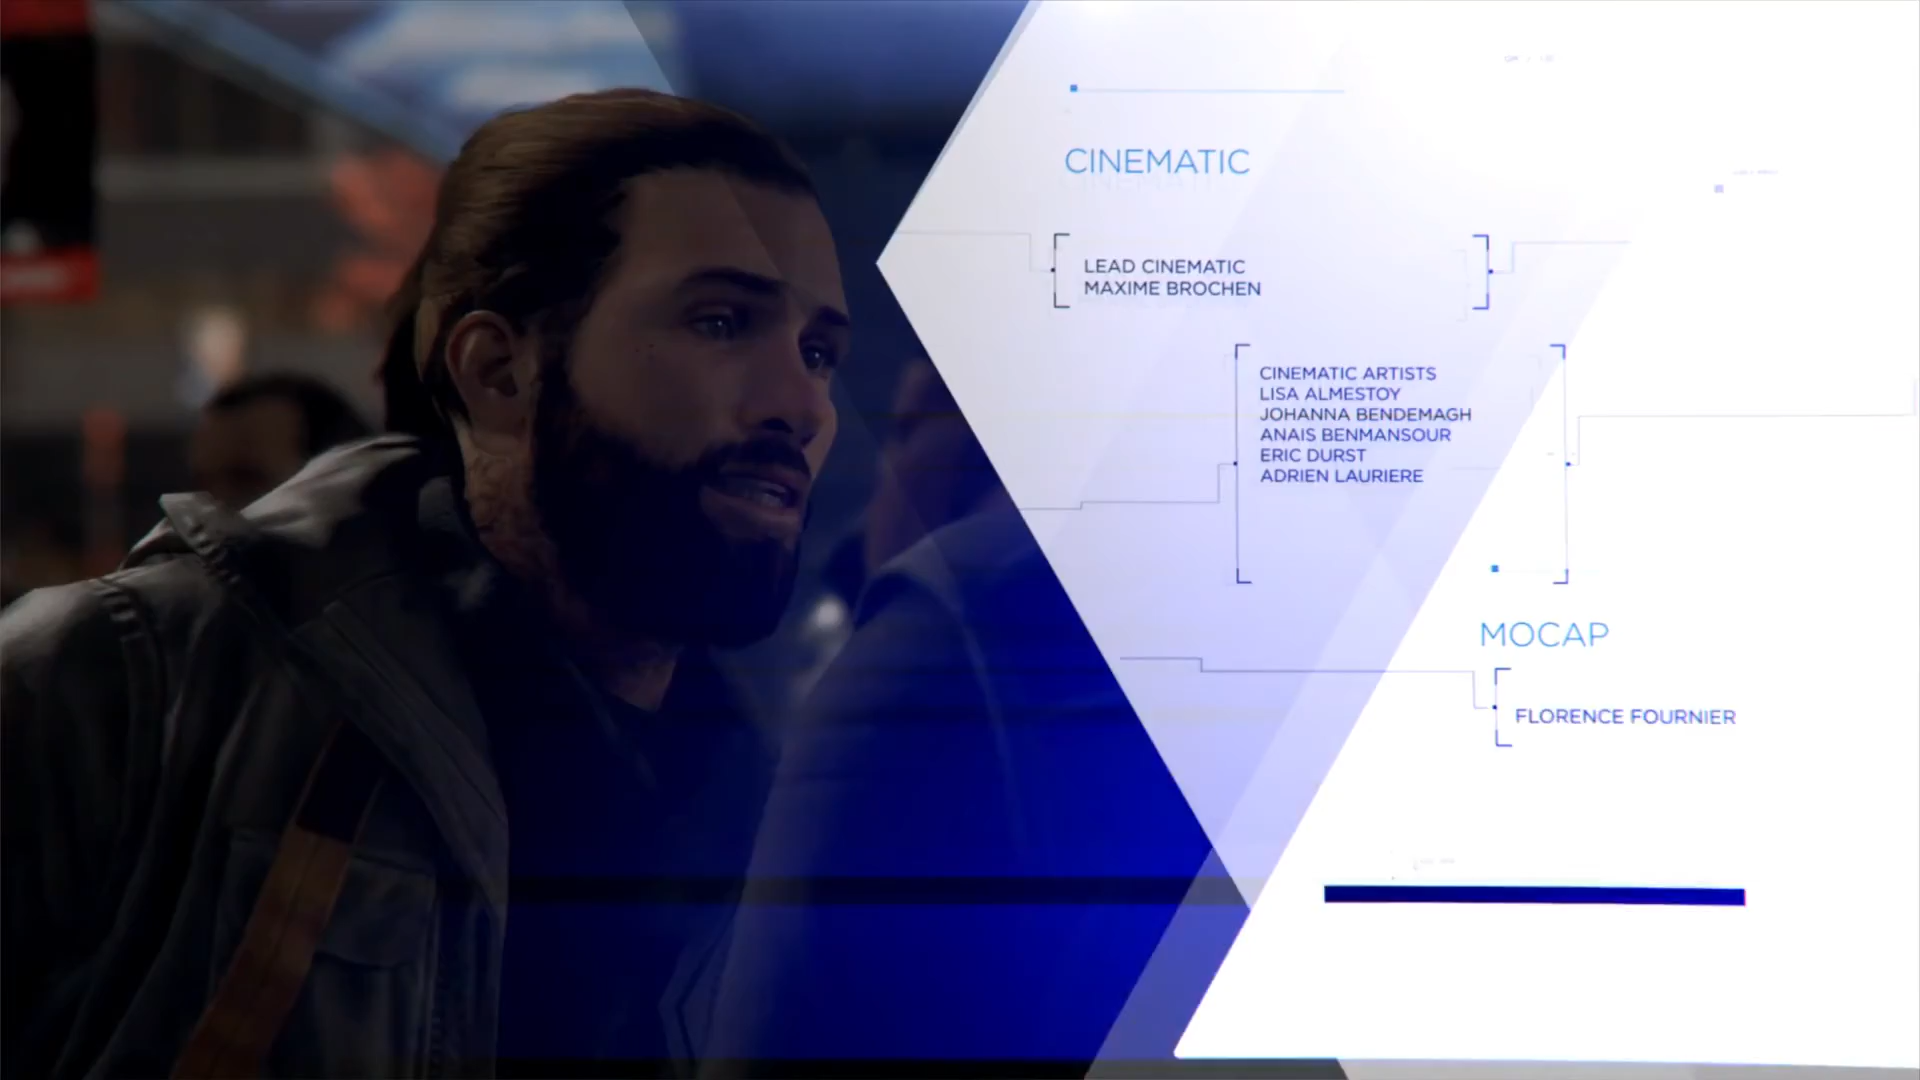 CINEMATIC
LEAD CINEMATIC
MAXIME BROCHEN
CINEMATIC ARTISTS
LISA ALMESTOY
JOHANNA BENDEMAGH
ANAIS BENMANSOUR
ERIC DURST
ADRIEN LAURIERE
MOCAP
FLORENCE FOURNIER